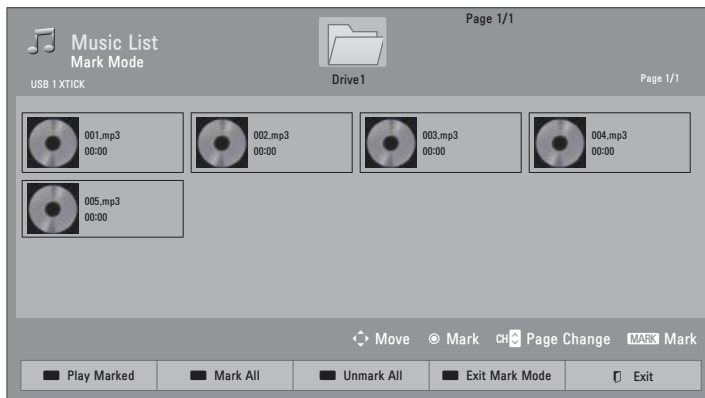 Page 1/1
Music List
Mark Mode
USB 1 XTICK
Drive1
Page 1/1
001.mp3
00:00
002.mp3
00:00
003.mp3
00:00
004.mp3
00:00
005.mp3
00:00
Move Mark CH Page Change MARK Mark
Play Marked Mark All Unmark All Exit Mark Mode Exit